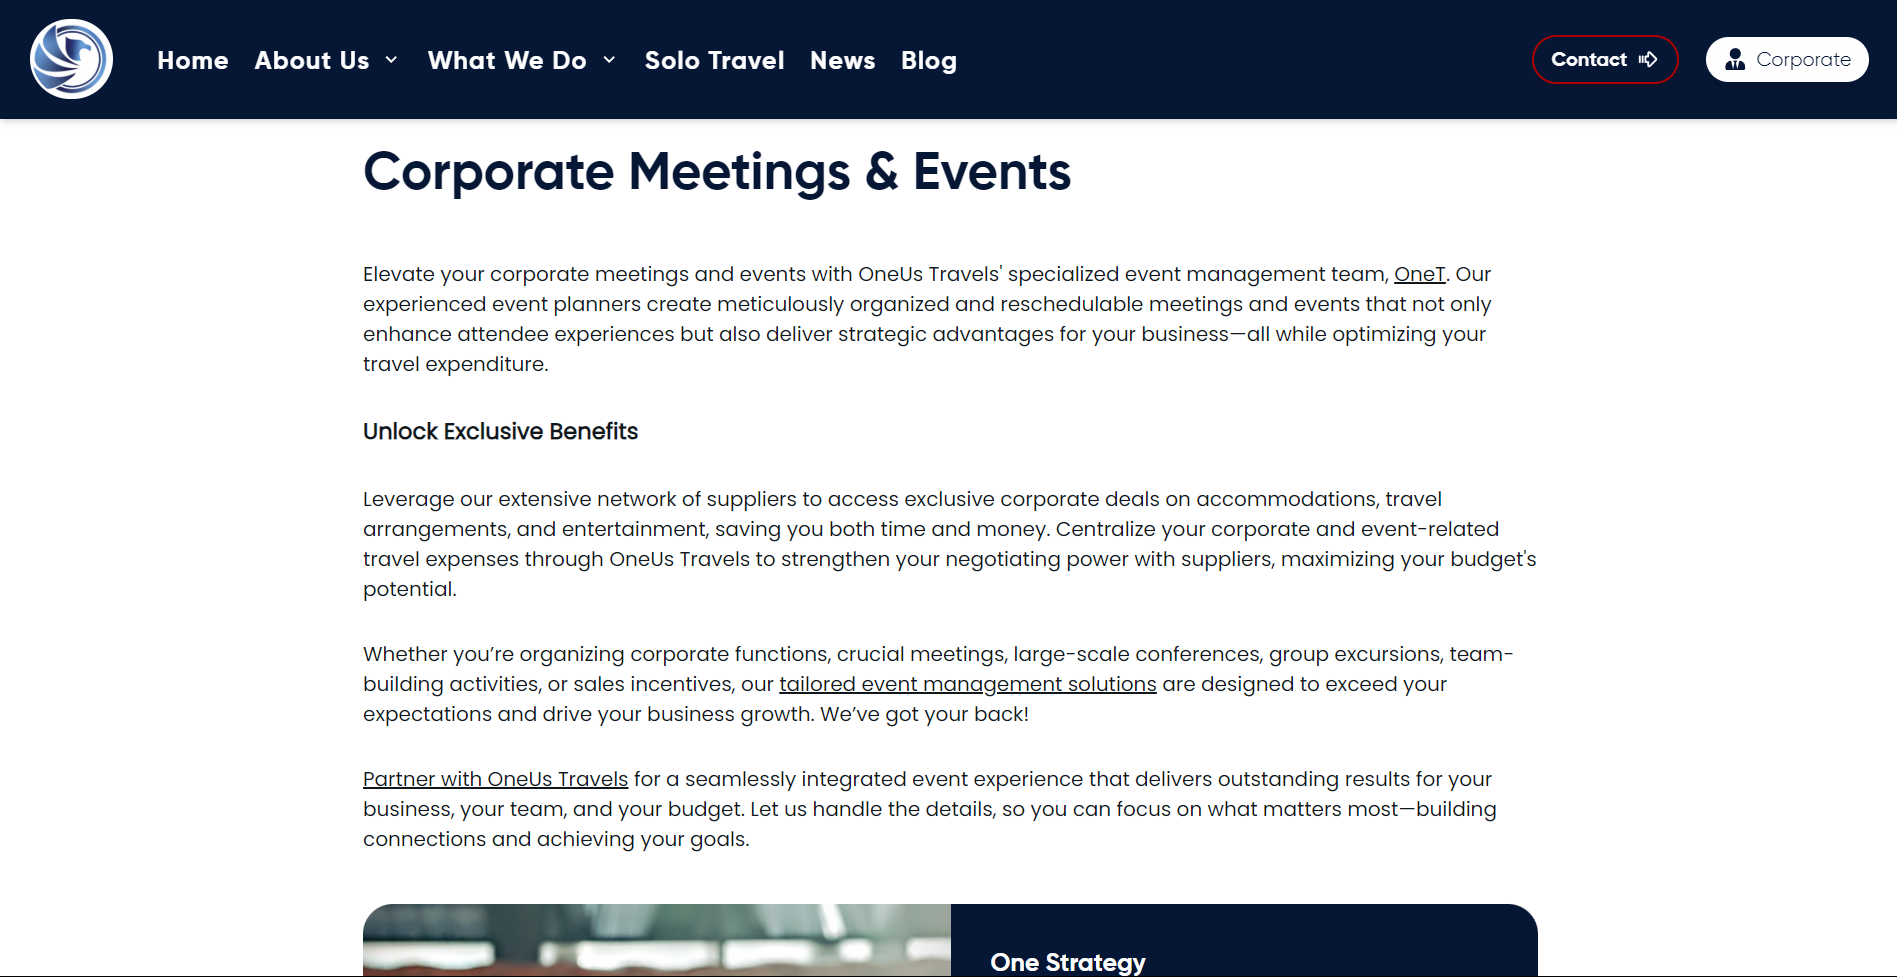 Home About Us What We Do Solo Travel News Blog Contact Corporate
Corporate Meetings & Events
Elevate your corporate meetings and events with OneUs Travels' specialized event management team, OneT. Our
experienced event planners create meticulously organized and reschedulable meetings and events that not only
enhance attendee experiences but also deliver strategic advantages for your business—all while optimizing your
travel expenditure.
Unlock Exclusive Benefits
Leverage our extensive network of suppliers to access exclusive corporate deals on accommodations, travel
arrangements, and entertainment, saving you both time and money. Centralize your corporate and event-related
travel expenses through OneUs Travels to strengthen your negotiating power with suppliers, maximizing your budget's
potential.
Whether you’re organizing corporate functions, crucial meetings, large-scale conferences, group excursions, team-
building activities, or sales incentives, our tailored event management solutions are designed to exceed your
expectations and drive your business growth. We’ve got your back!
Partner with OneUs Travels for a seamlessly integrated event experience that delivers outstanding results for your
business, your team, and your budget. Let us handle the details, so you can focus on what matters most—building
connections and achieving your goals.
One Strategy